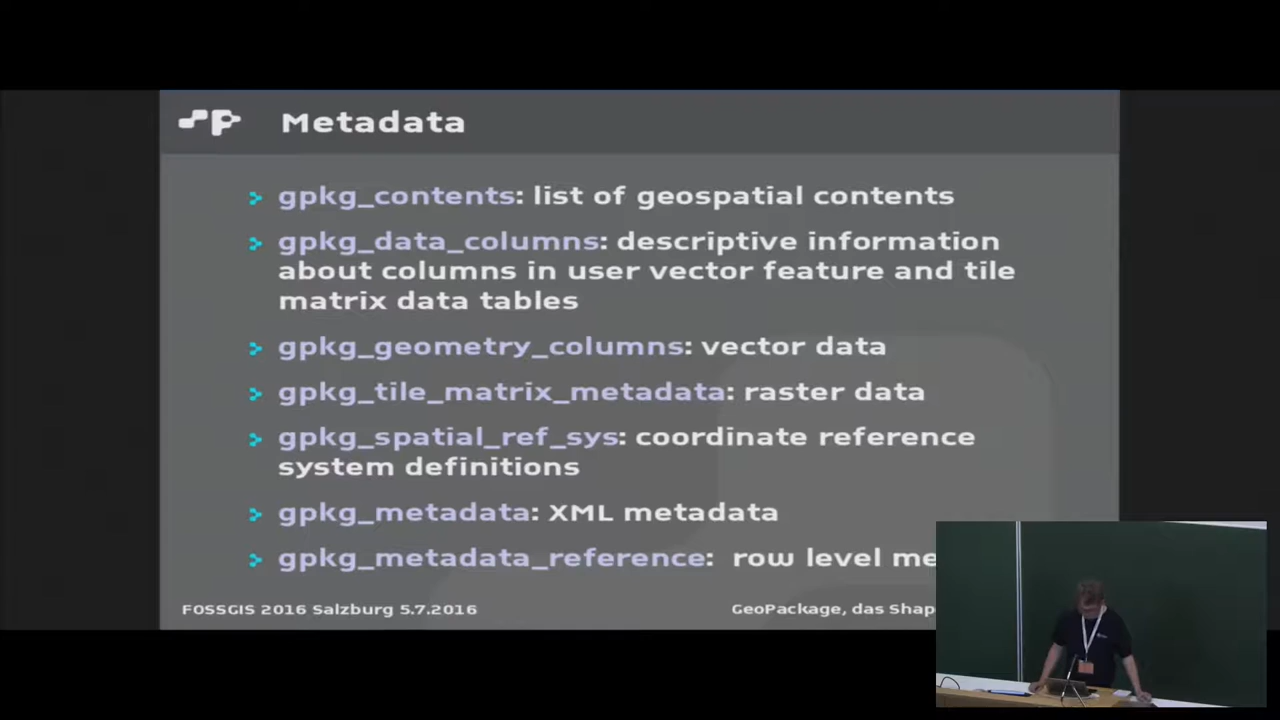 Metadata
gpkg_contents: list of geospatial contents
gpkg_data_columns: descriptive information
about columns in user vector feature and tile
matrix data tables
gpkg_geometry_columns: vector data
gpkg_tile_matrix_metadata: raster data
gpkg_spatial_ref_sys: coordinate reference
system definitions
gpkg_metadata: XML metadata
gpkg_metadata_reference: row level me
FOSSGIS 2016 Salzburg 5.7.2016
GeoPackage, das Shap